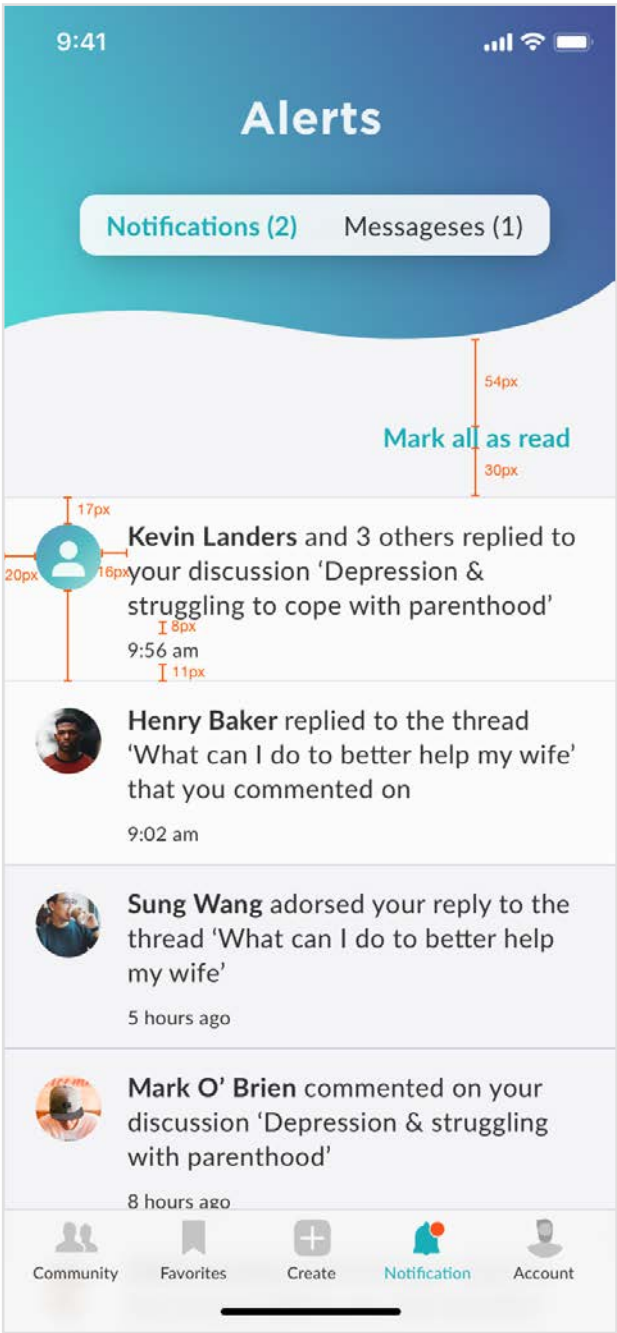 9:41
Alerts
Notifications (2) Messageses (1)
54px
Mark all as read
30px
17px
Kevin Landers and 3 others replied to
20px 16px your discussion ‘Depression &
struggling to cope with parenthood’
8px
9:56 am
11px
Henry Baker replied to the thread
‘What can I do to better help my wife’
that you commented on
9:02 am
Sung Wang adorsed your reply to the
thread ‘What can I do to better help
my wife’
5 hours ago
Mark O’ Brien commented on your
discussion ‘Depression & struggling
with parenthood’
8 hours ago
Community Favorites Create Notification Account